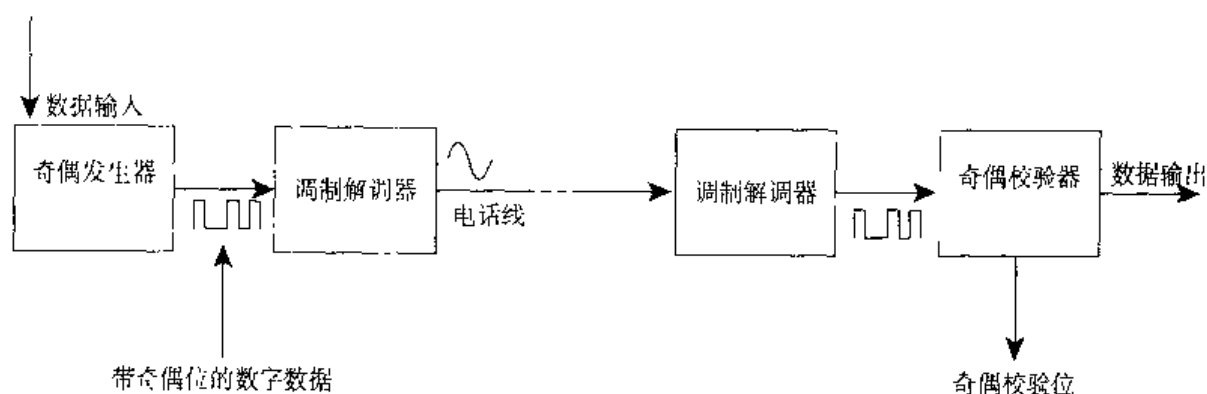 数据输入
奇偶发生器
调制解调器
电话线
调制解调器
奇偶校验器
数据输出
带奇偶位的数字数据
奇偶校验位